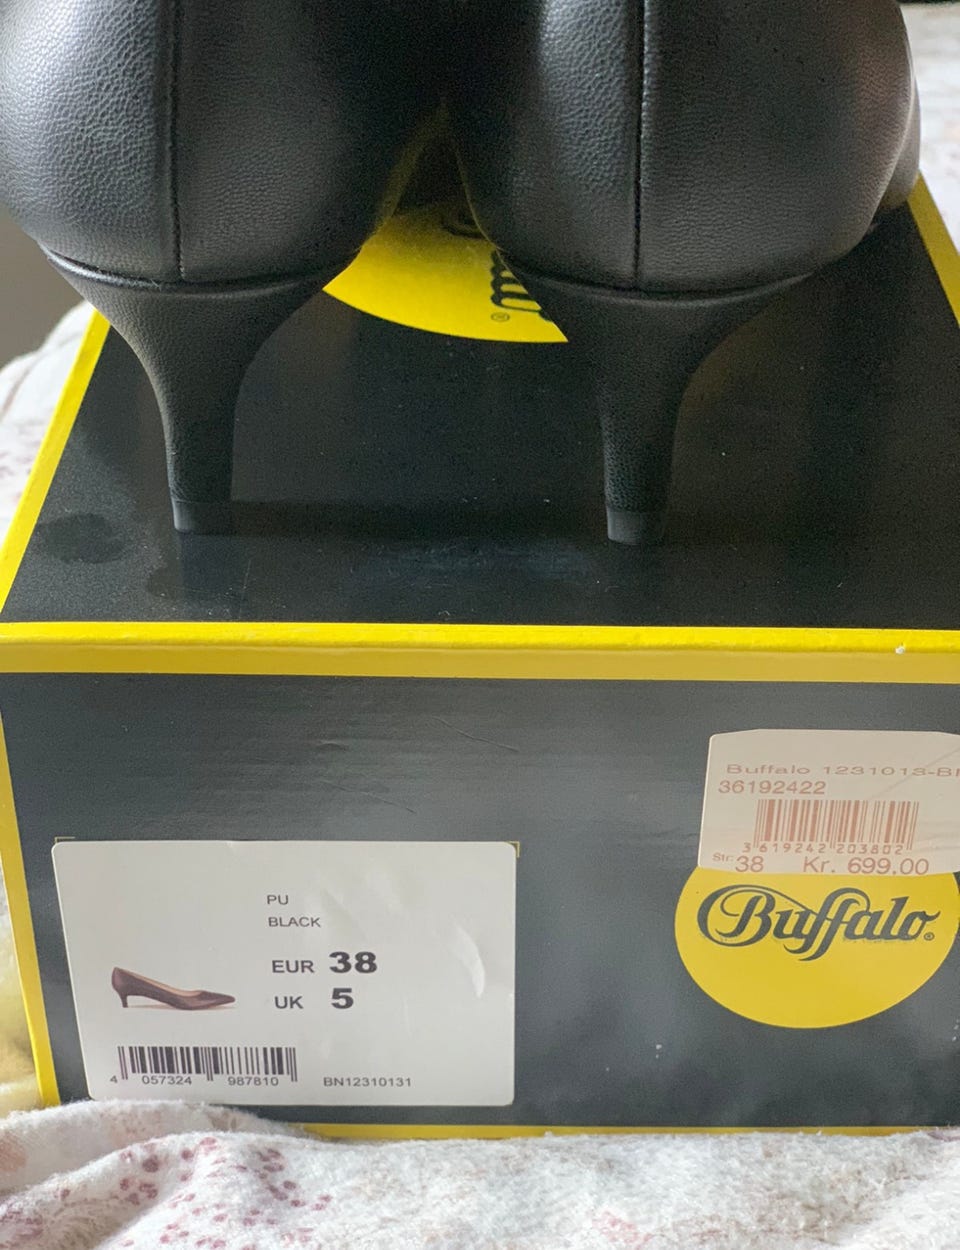 ®
Buffalo 1231013-B
36192422
3 619242 203802
Str: 38 Kr. 699.00
Buffalo®
PU
BLACK
EUR 38
UK 5
4 057324 987810 BN12310131